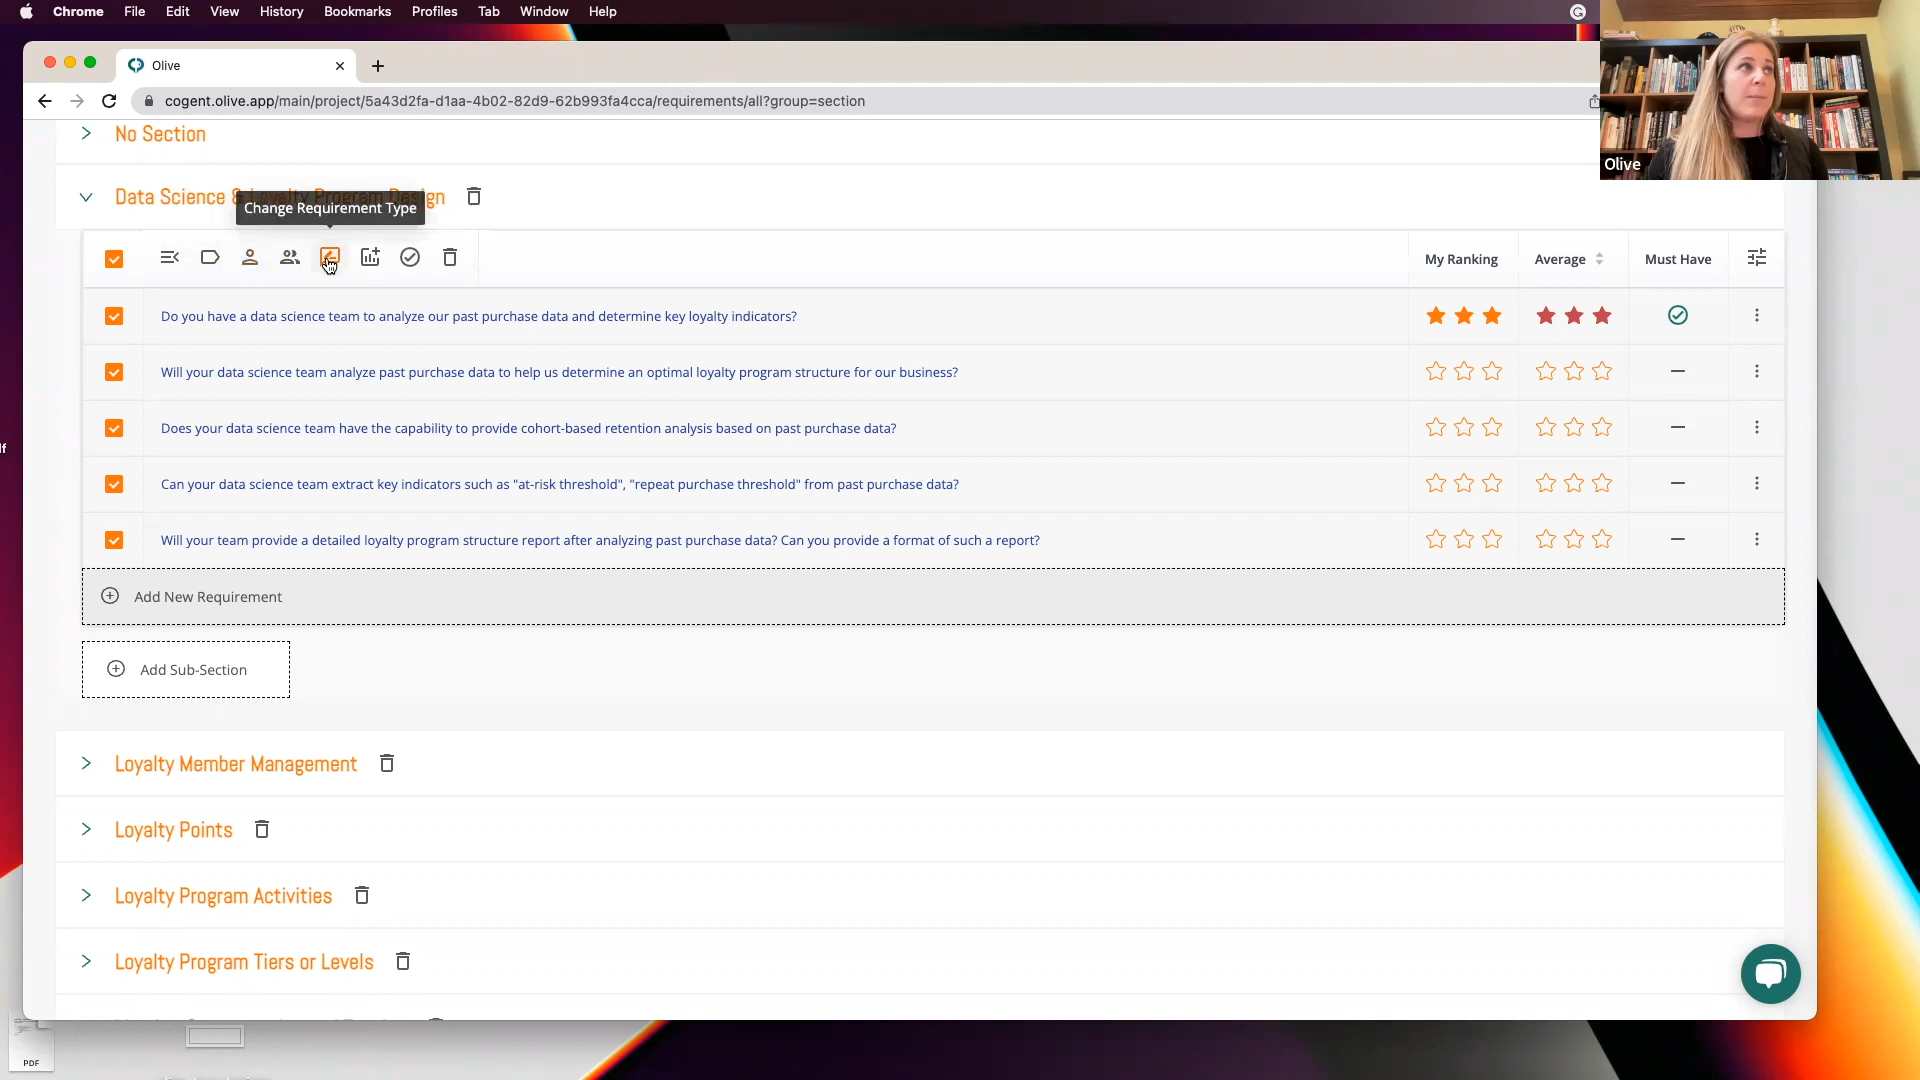 Chrome File Edit View History Bookmarks Profiles Tab Window Help
Olive
cogent.olive.app/main/project/5a43d2fa-d1aa-4b02-82d9-62b993fa4cca/requirements/all?group=section
Olive
No Section
Data Science & Loyalty Program Design
Change Requirement Type
My Ranking Average Must Have
Do you have a data science team to analyze our past purchase data and determine key loyalty indicators?
Will your data science team analyze past purchase data to help us determine an optimal loyalty program structure for our business?
Does your data science team have the capability to provide cohort-based retention analysis based on past purchase data?
Can your data science team extract key indicators such as "at-risk threshold", "repeat purchase threshold" from past purchase data?
Will your team provide a detailed loyalty program structure report after analyzing past purchase data? Can you provide a format of such a report?
Add New Requirement
Add Sub-Section
Loyalty Member Management
Loyalty Points
Loyalty Program Activities
Loyalty Program Tiers or Levels
PDF